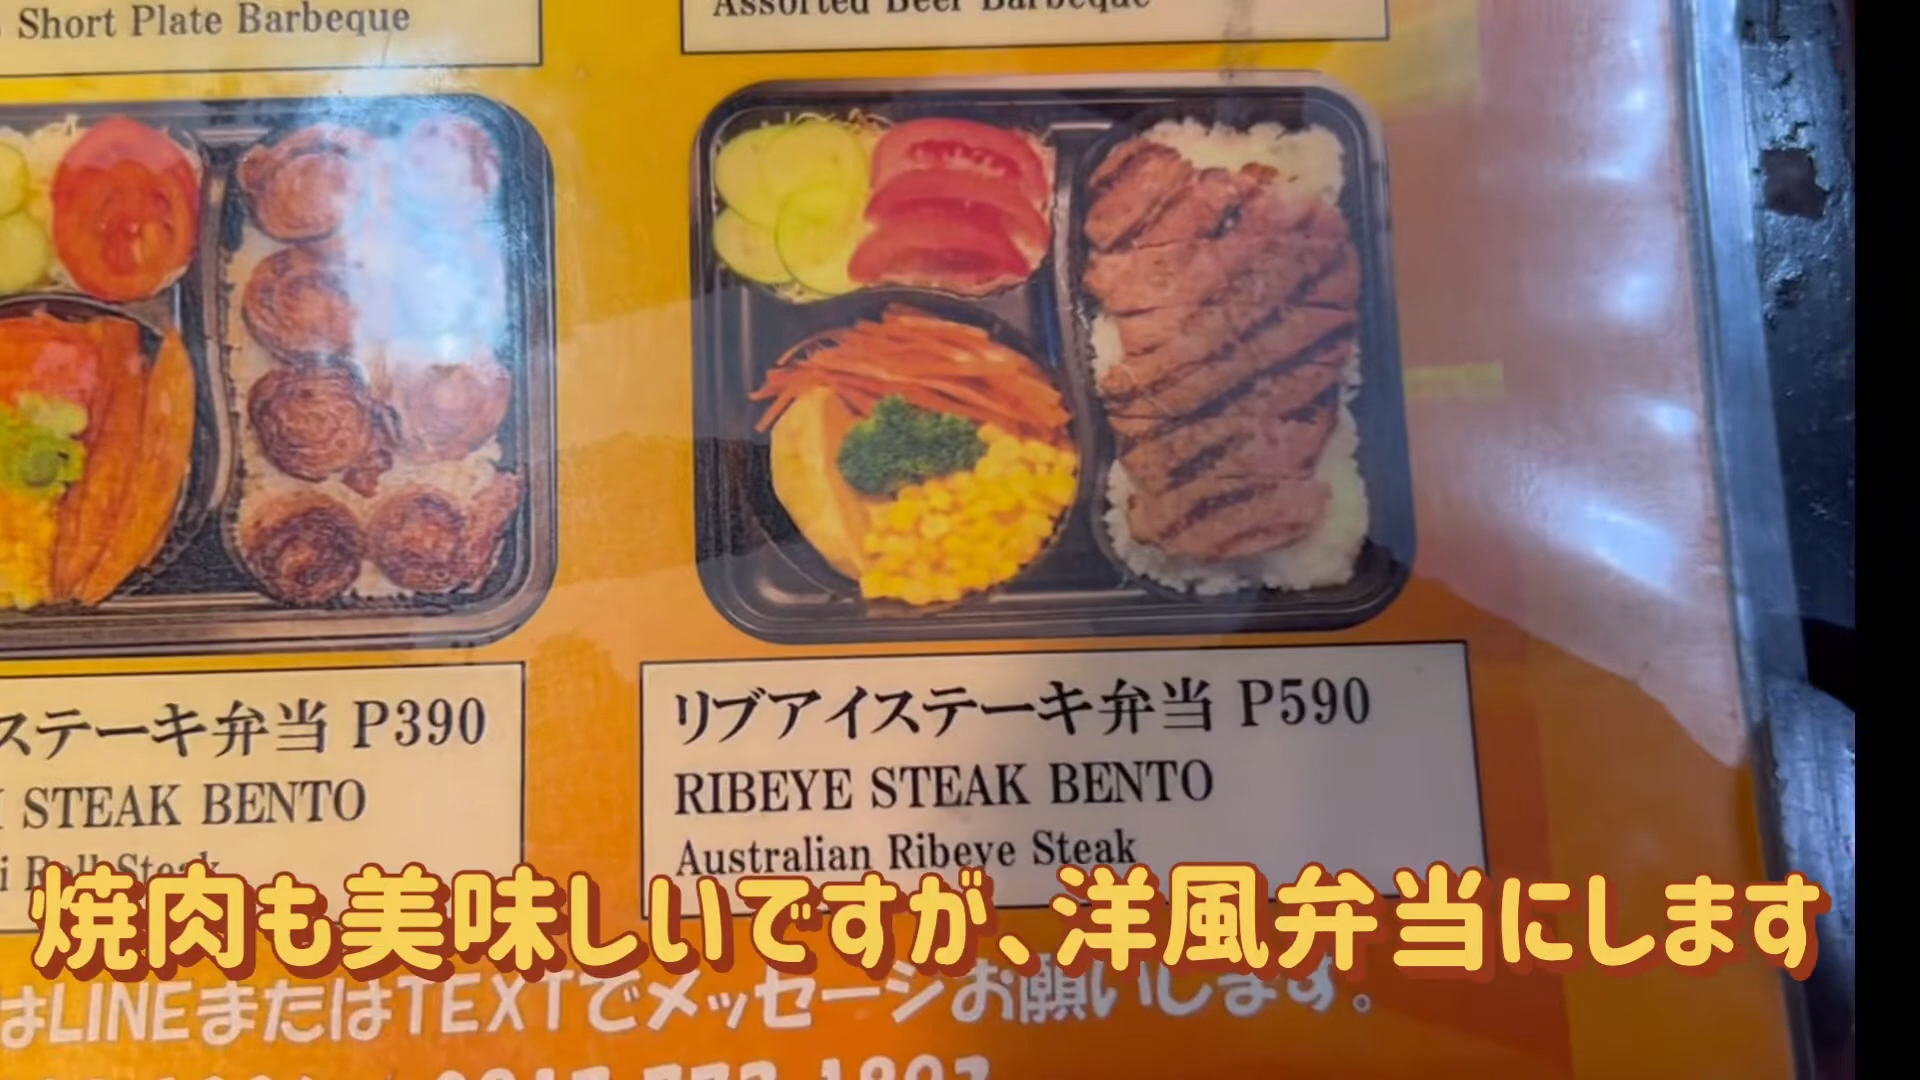 Short Plate Barbeque
Assorted Beef Barbeque
ステーキ弁当 P390
STEAK BENTO
リブアイステーキ弁当 P590
RIBEYE STEAK BENTO
Australian Ribeye Steak
焼肉も美味しいですが、洋風弁当にします
はLINEまたはTEXTでメッセージお願いします。